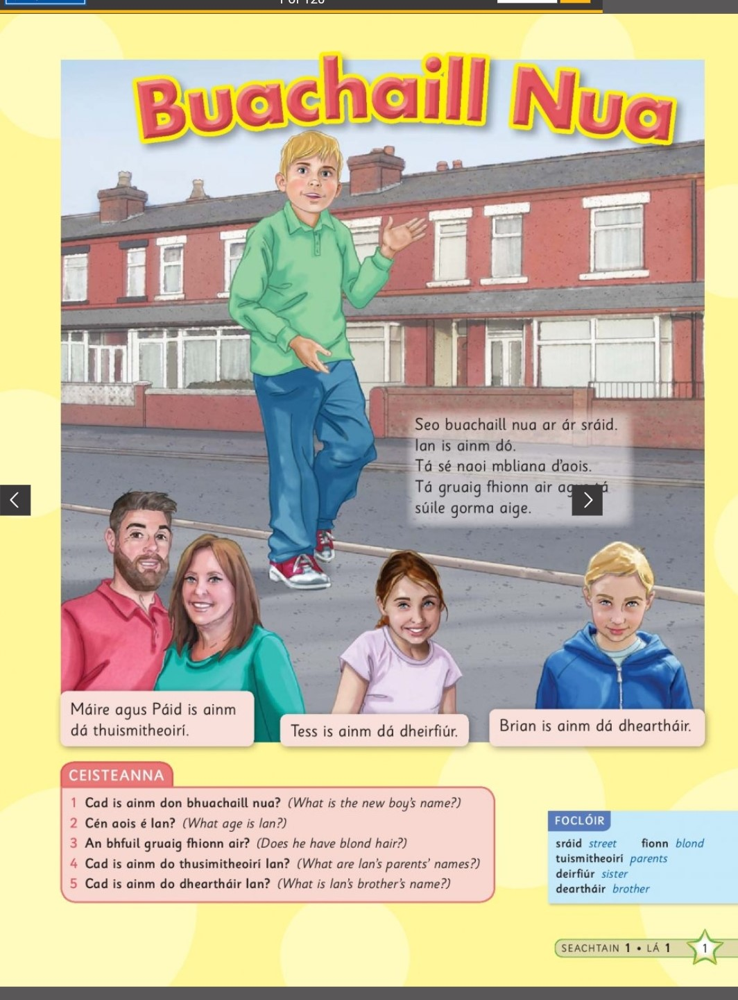 Buachaill Nua
Seo buachaill nua ar ár sráid.
Ian is ainm dó.
Tá sé naoi mbliana d'aois.
Tá gruaig fhionn air tá
súile gorma aige.
Máire agus Páid is ainm
dá thuismitheoirí.
Tess is ainm dá dheirfiúr.
Brian is ainm dá dheartháir.
CEISTEANNA
1 Cad is ainm don bhuachaill nua? (What is the new boy's name?)
2 Cén aois é Ian? (What age is Ian?)
3 An bhfuil gruaig fhionn air? (Does he have blond hair?)
4 Cad is ainm do thusimitheoirí Ian? (What are Ian's parents' names?)
5 Cad is ainm do dheartháir Ian? (What is Ian's brother's name?)
FOCLÓIR
sráid street fionn blond
tuismitheoirí parents
deirfiúr sister
deartháir brother
SEACHTAIN 1 • LÁ 1 1